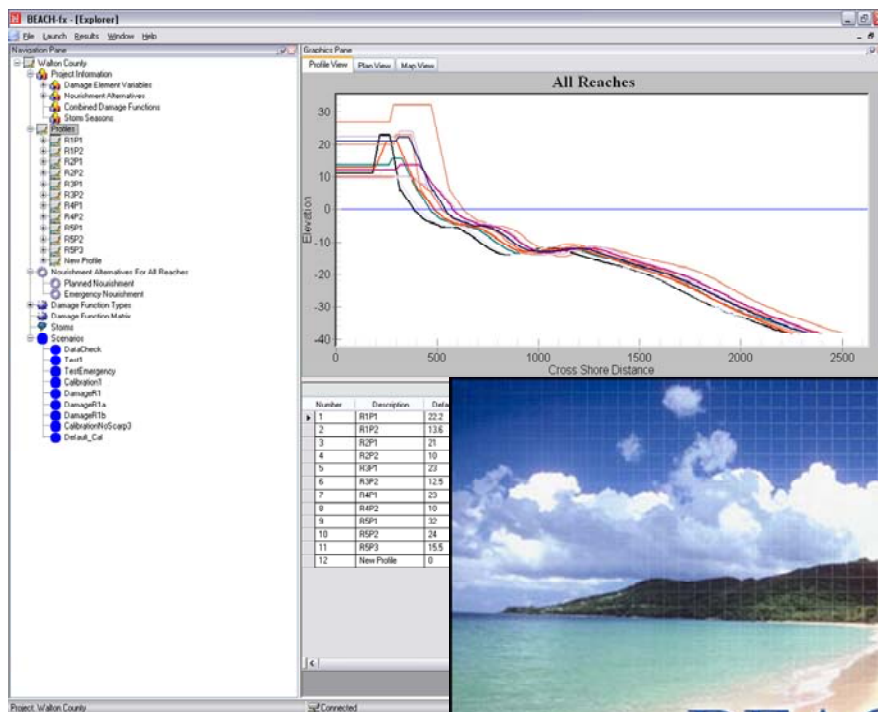 BEACH-fx - [Explorer]
File Launch Results Window Help
Navigation Pane
Walton County
Project Information
Damage Element Variables
Nourishment Alternatives
Combined Damage Functions
Storm Seasons
Profiles
R1P1
R1P2
R2P1
R2P2
R3P1
R3P2
R4P1
R4P2
R5P1
R5P2
R5P3
New Profile
Nourishment Alternatives For All Reaches
Planned Nourishment
Emergency Nourishment
Damage Function Types
Damage Function Matrix
Storms
Scenarios
DataCheck
Test1
TestEmergency
Calibration1
DamageR1
DamageR1a
DamageR1b
CalibrationNoScarp3
Default_Cal
Graphics Pane
Profile View Plan View Map View
All Reaches
Elevation
30
20
10
0
-10
-20
-30
-40
0 500 1000 1500 2000 2500
Cross Shore Distance
Number Description Defa
1 R1P1 22.2
2 R1P2 13.6
3 R2P1 21
4 R2P2 10
5 R3P1 23
6 R3P2 12.5
7 R4P1 23
8 R4P2 10
9 R5P1 32
10 R5P2 24
11 R5P3 15.5
12 New Profile 0
Project: Walton County
Connected